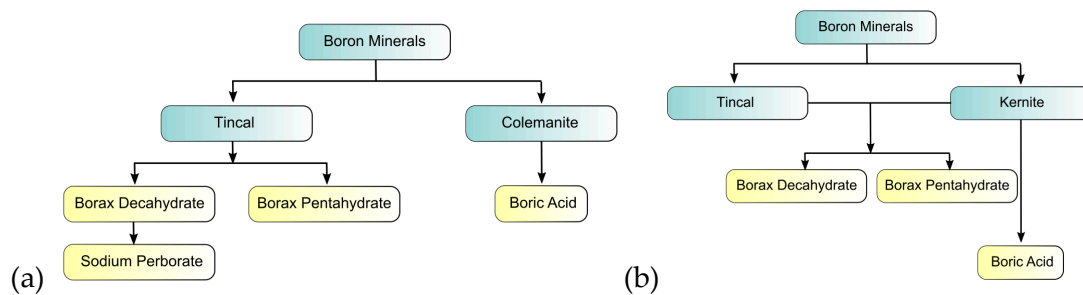 Boron Minerals
Tincal
Colemanite
Borax Decahydrate
Borax Pentahydrate
Boric Acid
Sodium Perborate
(a)
Boron Minerals
Tincal
Kernite
Borax Decahydrate
Borax Pentahydrate
Boric Acid
(b)